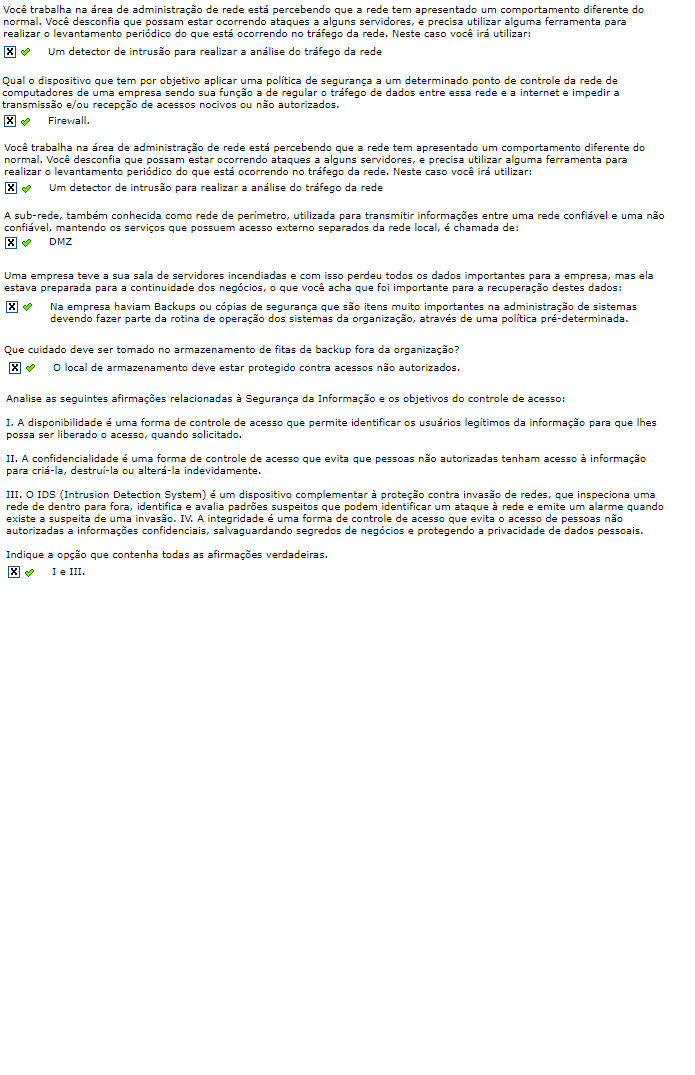 Você trabalha na área de administração de rede está percebendo que a rede tem apresentado um comportamento diferente do
normal. Você desconfia que possam estar ocorrendo ataques a alguns servidores, e precisa utilizar alguma ferramenta para
realizar o levantamento periódico do que está ocorrendo no tráfego da rede. Neste caso você irá utilizar:
Um detector de intrusão para realizar a análise do tráfego da rede
Qual o dispositivo que tem por objetivo aplicar uma política de segurança a um determinado ponto de controle da rede de
computadores de uma empresa sendo sua função a de regular o tráfego de dados entre essa rede e a internet e impedir a
transmissão e/ou recepção de acessos nocivos ou não autorizados.
Firewall.
Você trabalha na área de administração de rede está percebendo que a rede tem apresentado um comportamento diferente do
normal. Você desconfia que possam estar ocorrendo ataques a alguns servidores, e precisa utilizar alguma ferramenta para
realizar o levantamento periódico do que está ocorrendo no tráfego da rede. Neste caso você irá utilizar:
Um detector de intrusão para realizar a análise do tráfego da rede
A sub-rede, também conhecida como rede de perímetro, utilizada para transmitir informações entre uma rede confiável e uma não
confiável, mantendo os serviços que possuem acesso externo separados da rede local, é chamada de:
DMZ
Uma empresa teve a sua sala de servidores incendiadas e com isso perdeu todos os dados importantes para a empresa, mas ela
estava preparada para a continuidade dos negócios, o que você acha que foi importante para a recuperação destes dados:
Na empresa haviam Backups ou cópias de segurança que são itens muito importantes na administração de sistemas
devendo fazer parte da rotina de operação dos sistemas da organização, através de uma política pré-determinada.
Que cuidado deve ser tomado no armazenamento de fitas de backup fora da organização?
O local de armazenamento deve estar protegido contra acessos não autorizados.
Analise as seguintes afirmações relacionadas à Segurança da Informação e os objetivos do controle de acesso:
I. A disponibilidade é uma forma de controle de acesso que permite identificar os usuários legítimos da informação para que lhes
possa ser liberado o acesso, quando solicitado.
II. A confidencialidade é uma forma de controle de acesso que evita que pessoas não autorizadas tenham acesso à informação
para criá-la, destruí-la ou alterá-la indevidamente.
III. O IDS (Intrusion Detection System) é um dispositivo complementar à proteção contra invasão de redes, que inspeciona uma
rede de dentro para fora, identifica e avalia padrões suspeitos que podem identificar um ataque à rede e emite um alarme quando
existe a suspeita de uma invasão. IV. A integridade é uma forma de controle de acesso que evita o acesso de pessoas não
autorizadas a informações confidenciais, salvaguardando segredos de negócios e protegendo a privacidade de dados pessoais.
Indique a opção que contenha todas as afirmações verdadeiras.
I e III.